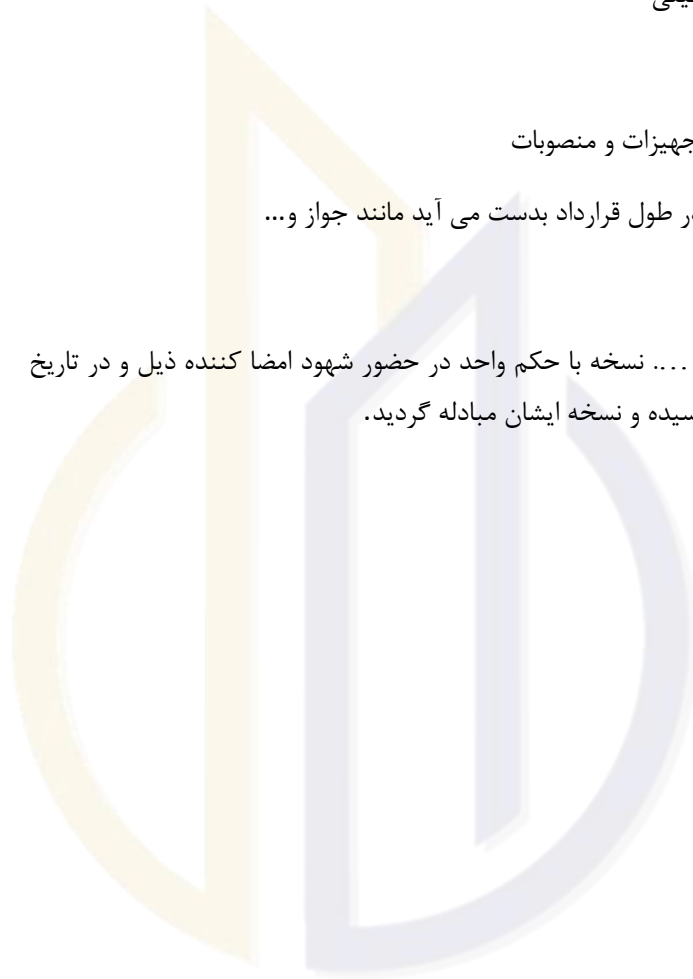 جهیزات و منصوبات
ر طول قرارداد بدست می آید مانند جواز و...
.... نسخه با حکم واحد در حضور شهود امضا کننده ذیل و در تاریخ
سیده و نسخه ایشان مبادله گردید.